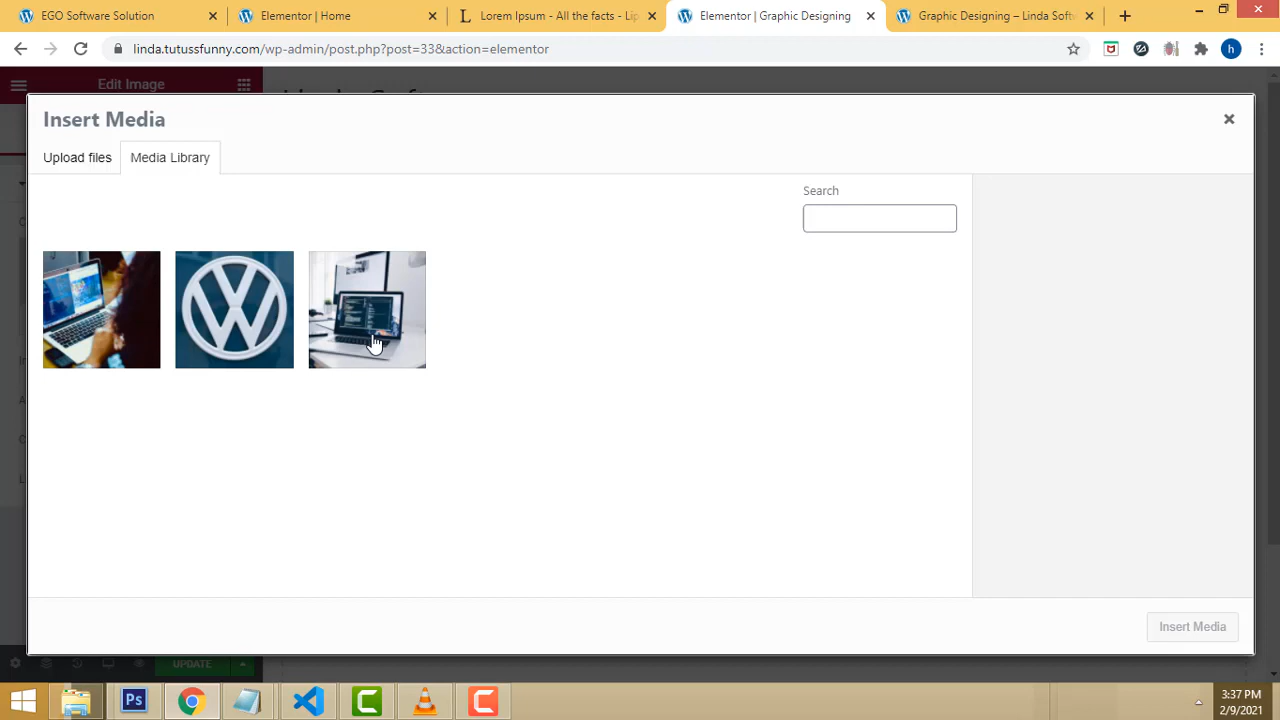 EGO Software Solution
Elementor | Home
Lorem Ipsum - All the facts - Lip
Elementor | Graphic Designing
Graphic Designing – Linda Soft
linda.tutussfunny.com/wp-admin/post.php?post=33&action=elementor
h
Edit Image
Insert Media
Upload files
Media Library
Search
Insert Media
UPDATE
Ps
3:37 PM
2/9/2021